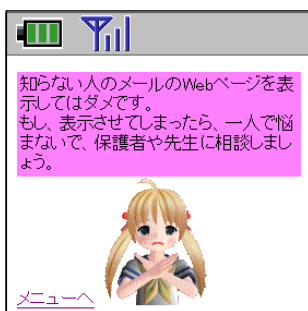 知らない人のメールのWebページを表
示してはダメです。
もし、表示させてしまったら、一人で悩
まないで、保護者や先生に相談しまし
ょう。
メニューへ